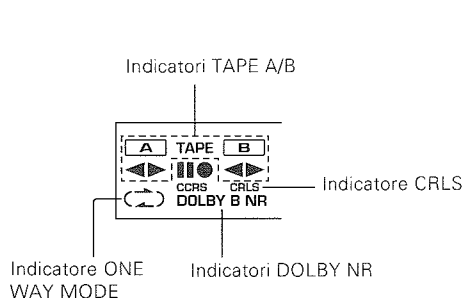 Indicatori TAPE A/B
A TAPE B
CCRS CRLS
DOLBY B NR
Indicatore CRLS
Indicatore ONE
WAY MODE
Indicatori DOLBY NR